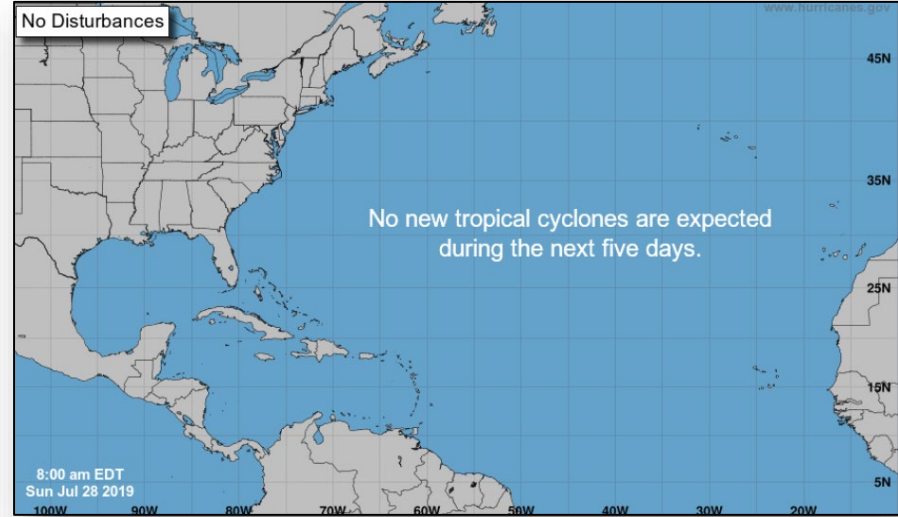 No Disturbances
www.hurricanes.gov
45N
35N
No new tropical cyclones are expected
during the next five days.
25N
15N
8:00 am EDT
Sun Jul 28 2019
5N
100W 90W 80W 70W 60W 50W 40W 30W 20W